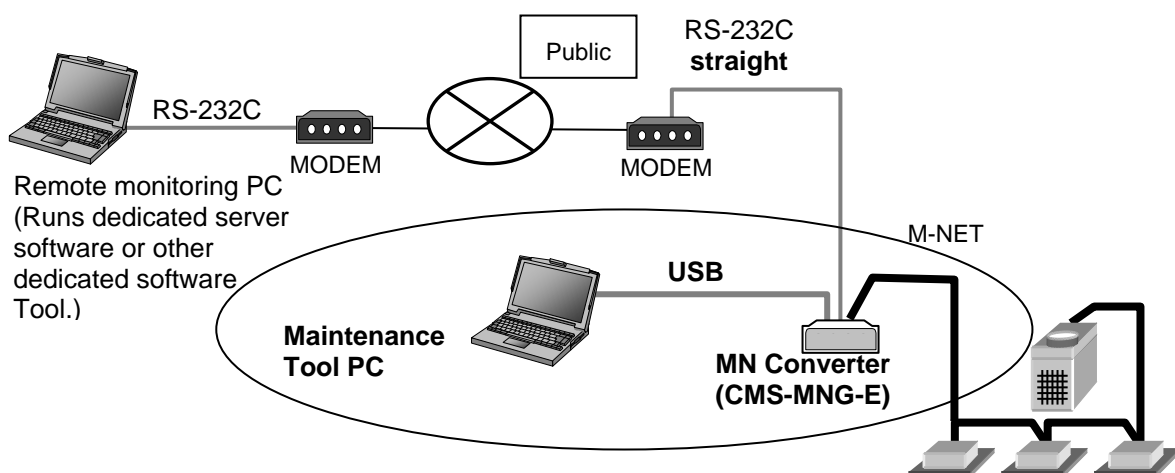 Public
RS-232C
straight
RS-232C
MODEM
MODEM
Remote monitoring PC
(Runs dedicated server
software or other
dedicated software
Tool.)
M-NET
USB
Maintenance
Tool PC
MN Converter
(CMS-MNG-E)